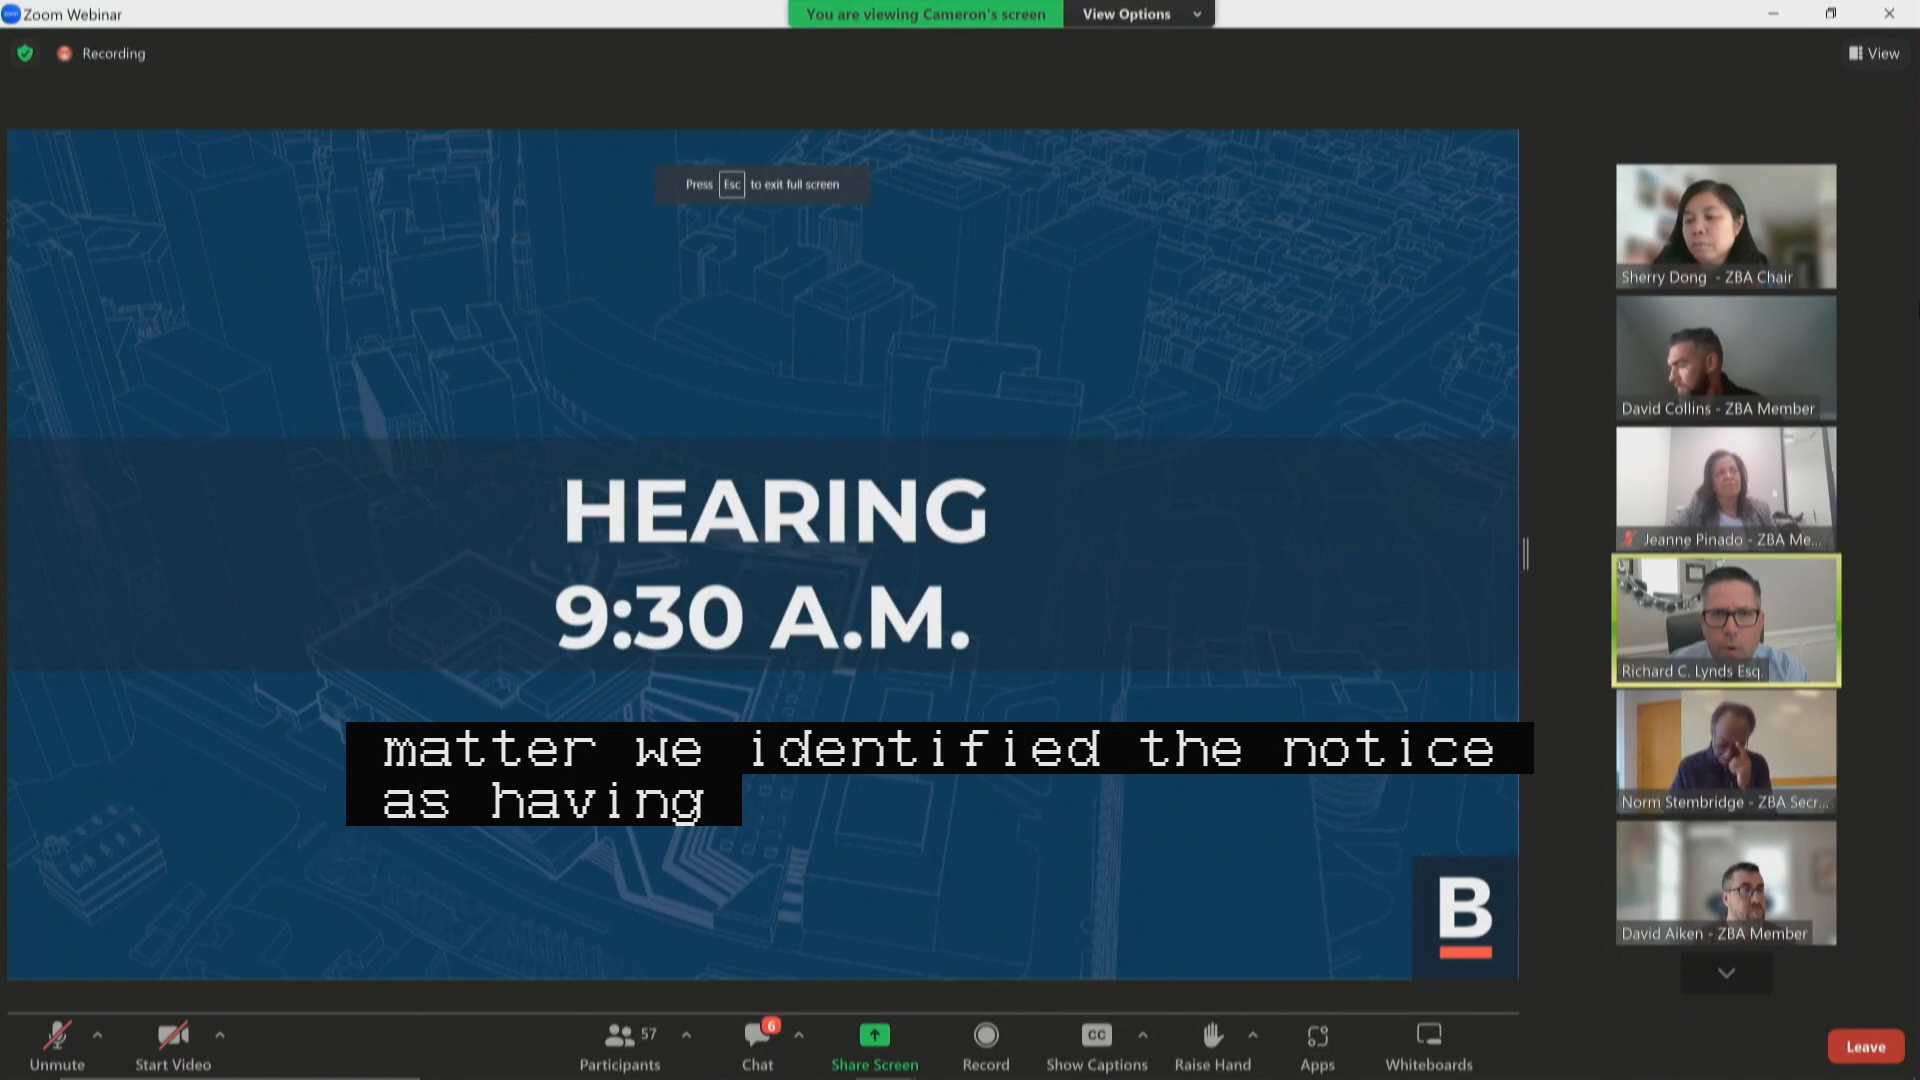 Zoom Webinar
You are viewing Cameron's screen
View Options
Recording
View
Press Esc to exit full screen
HEARING
9:30 A.M.
matter we identified the notice
as having
B
Sherry Dong - ZBA Chair
David Collins - ZBA Member
Jeanne Pinado - ZBA Me...
Richard C. Lynds Esq.
Norm Stembridge - ZBA Secr...
David Aiken - ZBA Member
Unmute
Start Video
57
Participants
6
Chat
Share Screen
Record
CC
Show Captions
Raise Hand
Apps
Whiteboards
Leave